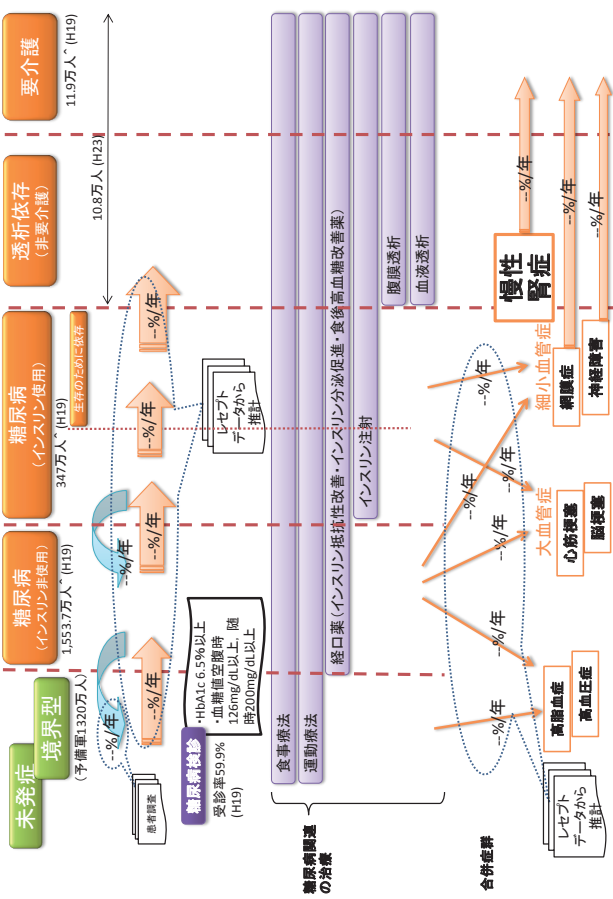 未発症
境界型
（予備軍1320万人）
糖尿病
（インスリン非使用）
1,553.7万人^ (H19)
糖尿病
（インスリン使用）
347万人^ (H19)
生存のために依存
透析依存
（非要介護）
要介護
11.9万人^ (H19)
10.8万人 (H23)
--%/年
--%/年
--%/年
--%/年
--%/年
--%/年
患者調査
レセプト
データから
推計
糖尿病検診
受診率59.9%
(H19)
・HbA1c 6.5%以上
・血糖値空腹時
126mg/dL以上，随
時200mg/dL以上
糖尿病関連
の治療
食事療法
運動療法
経口薬（インスリン抵抗性改善・インスリン分泌促進・食後高血糖改善薬）
インスリン注射
腹膜透析
血液透析
合併症群
--%/年
--%/年
--%/年
--%/年
--%/年
--%/年
高脂血症
高血圧症
大血管症
心筋梗塞
脳梗塞
細小血管症
網膜症
神経障害
慢性
腎症
--%/年
--%/年
--%/年
レセプト
データから
推計